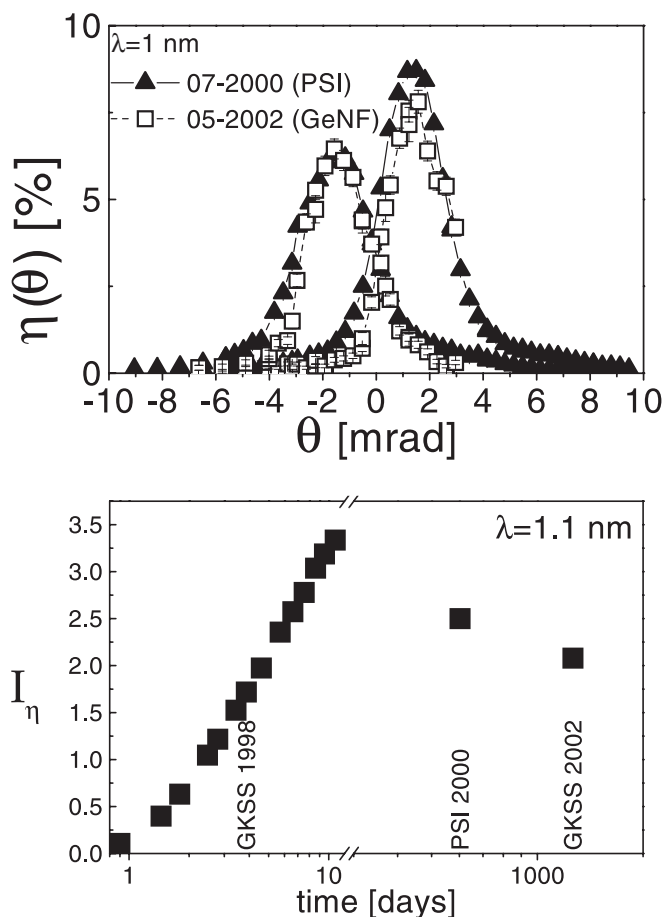 λ=1 nm
07-2000 (PSI)
05-2002 (GeNF)
η(θ) [%]
10
5
0
-10 -8 -6 -4 -2 0 2 4 6 8 10
θ [mrad]
λ=1.1 nm
I_η
3.5
3.0
2.5
2.0
1.5
1.0
0.5
0.0
GKSS 1998
PSI 2000
GKSS 2002
1 10 1000
time [days]